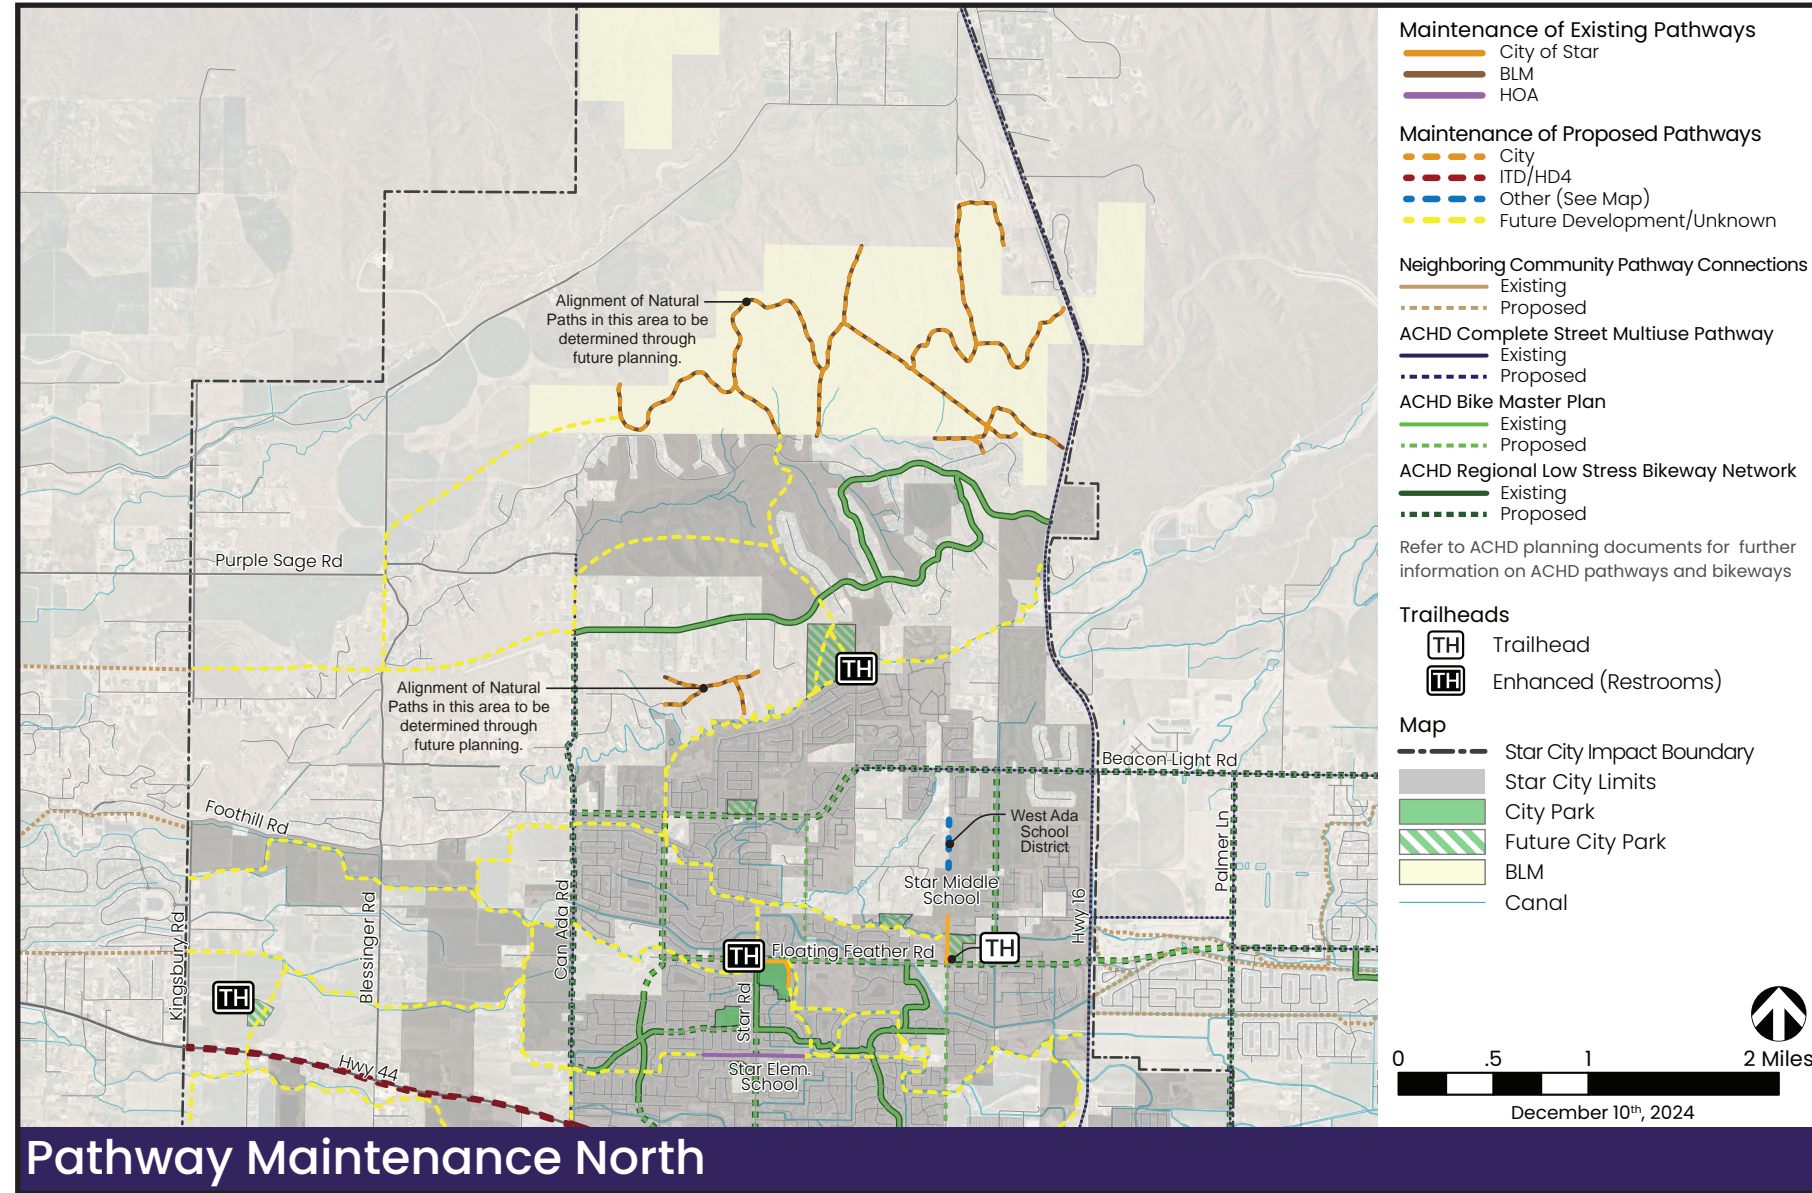 Maintenance of Existing Pathways
City of Star
BLM
HOA
Maintenance of Proposed Pathways
City
ITD/HD4
Other (See Map)
Future Development/Unknown
Neighboring Community Pathway Connections
Existing
Proposed
ACHD Complete Street Multiuse Pathway
Existing
Proposed
ACHD Bike Master Plan
Existing
Proposed
ACHD Regional Low Stress Bikeway Network
Existing
Proposed
Refer to ACHD planning documents for further
information on ACHD pathways and bikeways
Trailheads
TH Trailhead
TH Enhanced (Restrooms)
Map
Star City Impact Boundary
Star City Limits
City Park
Future City Park
BLM
Canal
0 .5 1 2 Miles
December 10th, 2024
Alignment of Natural
Paths in this area to be
determined through
future planning.
Purple Sage Rd
TH
Alignment of Natural
Paths in this area to be
determined through
future planning.
Beacon Light Rd
Foothill Rd
West Ada
School
District
Palmer Ln
Star Middle
School
Blessinger Rd
Can Ada Rd
Hwy 16
Kingsbury Rd
TH
Floating Feather Rd
TH
TH
Star Rd
Hwy 44
Star Elem.
School
Pathway Maintenance North